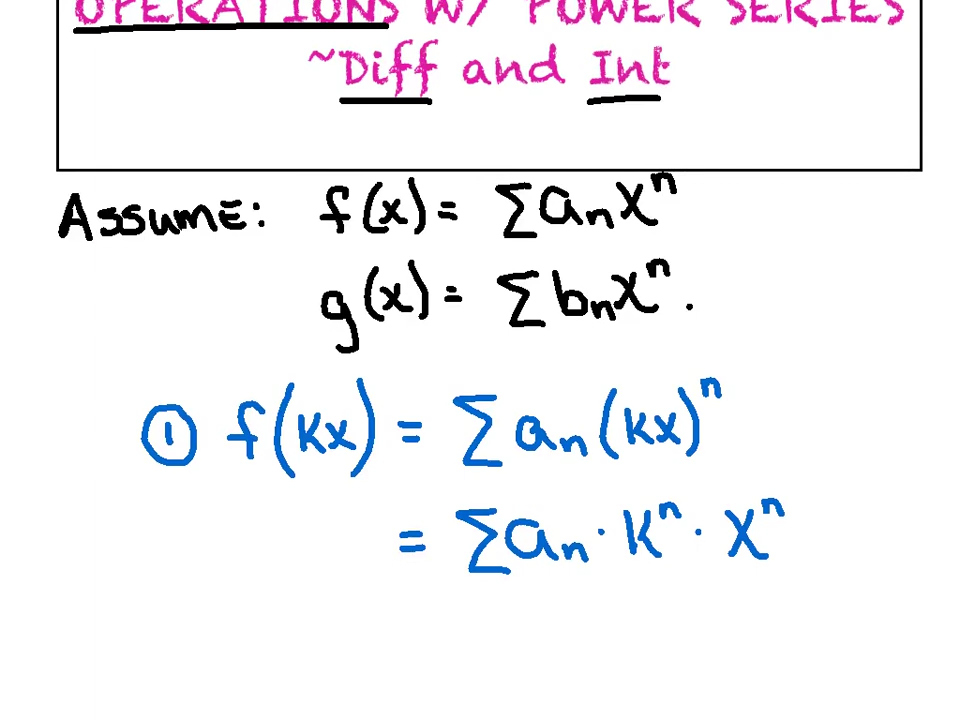 OPERATIONS W/ POWER SERIES
~Diff and Int
Assume: f(x) = ∑aₙxⁿ
g(x) = ∑bₙxⁿ.
① f(kx) = ∑aₙ(kx)ⁿ
= ∑aₙ · kⁿ · xⁿ